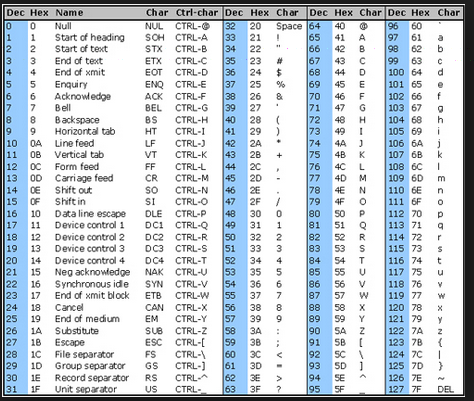 Dec Hex Name Char Ctrl-char Dec Hex Char Dec Hex Char Dec Hex Char
0 0 Null NUL CTRL-@ 32 20 Space 64 40 @ 96 60 `
1 1 Start of heading SOH CTRL-A 33 21 ! 65 41 A 97 61 a
2 2 Start of text STX CTRL-B 34 22 " 66 42 B 98 62 b
3 3 End of text ETX CTRL-C 35 23 # 67 43 C 99 63 c
4 4 End of xmit EOT CTRL-D 36 24 $ 68 44 D 100 64 d
5 5 Enquiry ENQ CTRL-E 37 25 % 69 45 E 101 65 e
6 6 Acknowledge ACK CTRL-F 38 26 & 70 46 F 102 66 f
7 7 Bell BEL CTRL-G 39 27 ' 71 47 G 103 67 g
8 8 Backspace BS CTRL-H 40 28 ( 72 48 H 104 68 h
9 9 Horizontal tab HT CTRL-I 41 29 ) 73 49 I 105 69 i
10 0A Line feed LF CTRL-J 42 2A * 74 4A J 106 6A j
11 0B Vertical tab VT CTRL-K 43 2B + 75 4B K 107 6B k
12 0C Form feed FF CTRL-L 44 2C , 76 4C L 108 6C l
13 0D Carriage feed CR CTRL-M 45 2D - 77 4D M 109 6D m
14 0E Shift out SO CTRL-N 46 2E . 78 4E N 110 6E n
15 0F Shift in SI CTRL-O 47 2F / 79 4F O 111 6F o
16 10 Data line escape DLE CTRL-P 48 30 0 80 50 P 112 70 p
17 11 Device control 1 DC1 CTRL-Q 49 31 1 81 51 Q 113 71 q
18 12 Device control 2 DC2 CTRL-R 50 32 2 82 52 R 114 72 r
19 13 Device control 3 DC3 CTRL-S 51 33 3 83 53 S 115 73 s
20 14 Device control 4 DC4 CTRL-T 52 34 4 84 54 T 116 74 t
21 15 Neg acknowledge NAK CTRL-U 53 35 5 85 55 U 117 75 u
22 16 Synchronous idle SYN CTRL-V 54 36 6 86 56 V 118 76 v
23 17 End of xmit block ETB CTRL-W 55 37 7 87 57 W 119 77 w
24 18 Cancel CAN CTRL-X 56 38 8 88 58 X 120 78 x
25 19 End of medium EM CTRL-Y 57 39 9 89 59 Y 121 79 y
26 1A Substitute SUB CTRL-Z 58 3A : 90 5A Z 122 7A z
27 1B Escape ESC CTRL-[ 59 3B ; 91 5B [ 123 7B {
28 1C File separator FS CTRL-\ 60 3C < 92 5C \ 124 7C |
29 1D Group separator GS CTRL-] 61 3D = 93 5D ] 125 7D }
30 1E Record separator RS CTRL-^ 62 3E > 94 5E ^ 126 7E ~
31 1F Unit separator US CTRL-_ 63 3F ? 95 5F _ 127 7F DEL